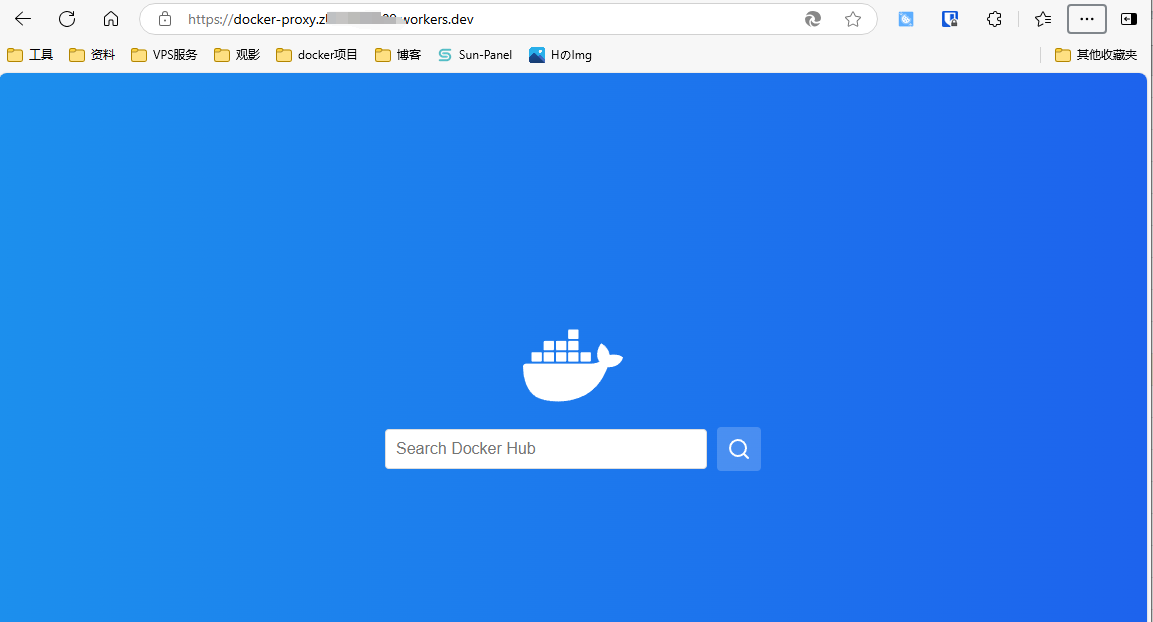 https://docker-proxy.z workers.dev
工具 资料 VPS服务 观影 docker项目 博客 Sun-Panel HのImg 其他收藏夹
Search Docker Hub